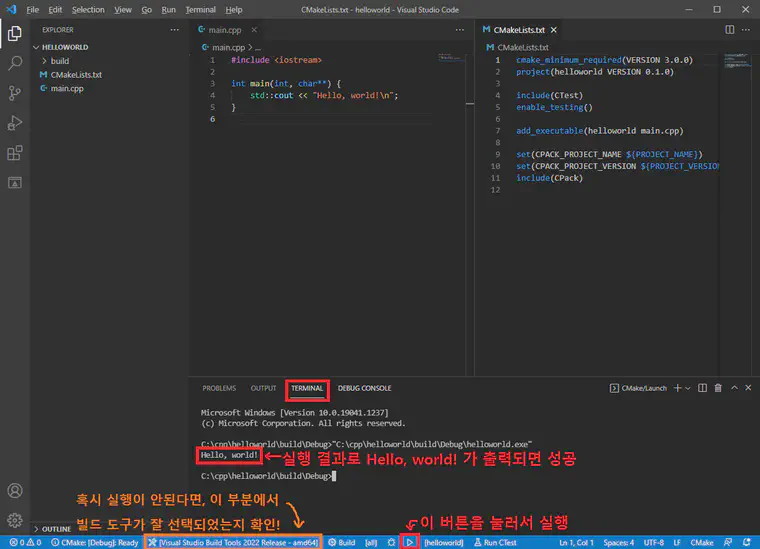 File Edit Selection View Go Run Terminal Help
CMakeLists.txt - helloworld - Visual Studio Code
EXPLORER
HELLOWORLD
build
CMakeLists.txt
main.cpp
OUTLINE
main.cpp
main.cpp > ...
1 #include <iostream>
2
3 int main(int, char**) {
4 std::cout << "Hello, world!\n";
5 }
6
CMakeLists.txt
CMakeLists.txt
1 cmake_minimum_required(VERSION 3.0.0)
2 project(helloworld VERSION 0.1.0)
3
4 include(CTest)
5 enable_testing()
6
7 add_executable(helloworld main.cpp)
8
9 set(CPACK_PROJECT_NAME ${PROJECT_NAME})
10 set(CPACK_PROJECT_VERSION ${PROJECT_VERSION
11 include(CPack)
12
PROBLEMS OUTPUT TERMINAL DEBUG CONSOLE
CMake/Launch
Microsoft Windows [Version 10.0.19041.1237]
(c) Microsoft Corporation. All rights reserved.
C:\cpp\helloworld\build\Debug>"C:\cpp\helloworld\build\Debug\helloworld.exe"
Hello, world!
실행 결과로 Hello, world! 가 출력되면 성공
C:\cpp\helloworld\build\Debug>
혹시 실행이 안된다면, 이 부분에서
빌드 도구가 잘 선택되었는지 확인!
이 버튼을 눌러서 실행
0 0 CMake: [Debug]: Ready [Visual Studio Build Tools 2022 Release - amd64] Build [all] [helloworld] Run CTest Ln 1, Col 1 Spaces: 4 UTF-8 LF CMake